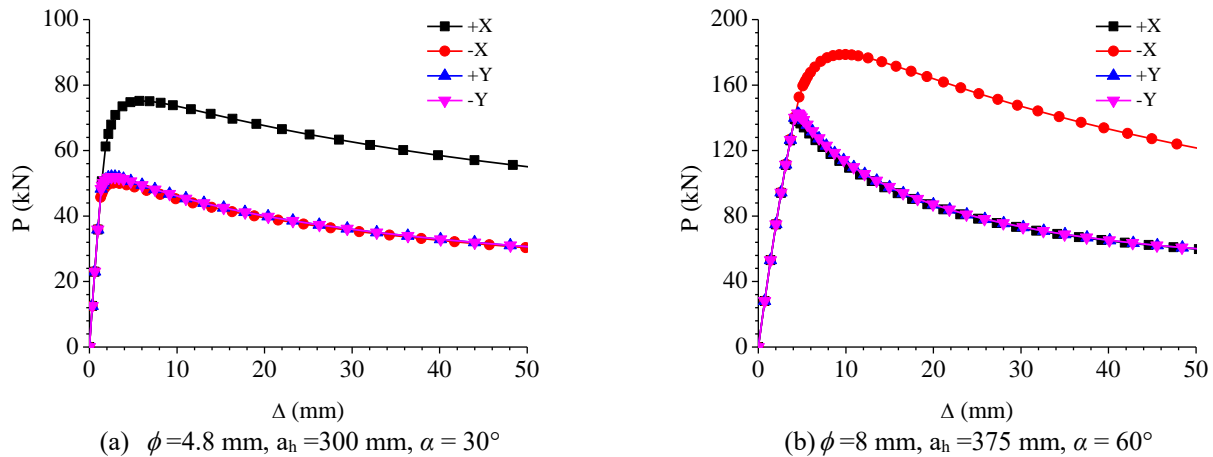 100
80
60
40
20
0
P (kN)
0 10 20 30 40 50
Δ (mm)
+X
-X
+Y
-Y
(a) ϕ =4.8 mm, aₕ =300 mm, α = 30°
200
160
120
80
40
0
P (kN)
0 10 20 30 40 50
Δ (mm)
+X
-X
+Y
-Y
(b) ϕ =8 mm, aₕ =375 mm, α = 60°